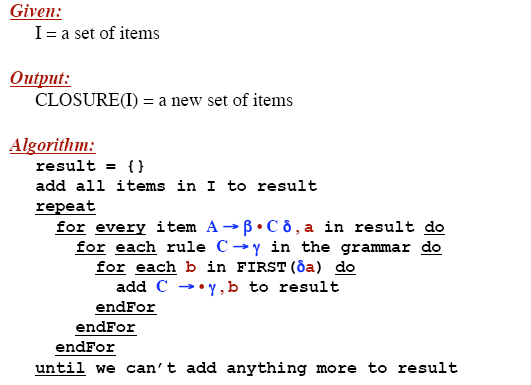 Given:
I = a set of items
Output:
CLOSURE(I) = a new set of items
Algorithm:
result = {}
add all items in I to result
repeat
for every item A → β • C δ , a in result do
for each rule C → γ in the grammar do
for each b in FIRST(δa) do
add C → • γ , b to result
endFor
endFor
endFor
until we can't add anything more to result